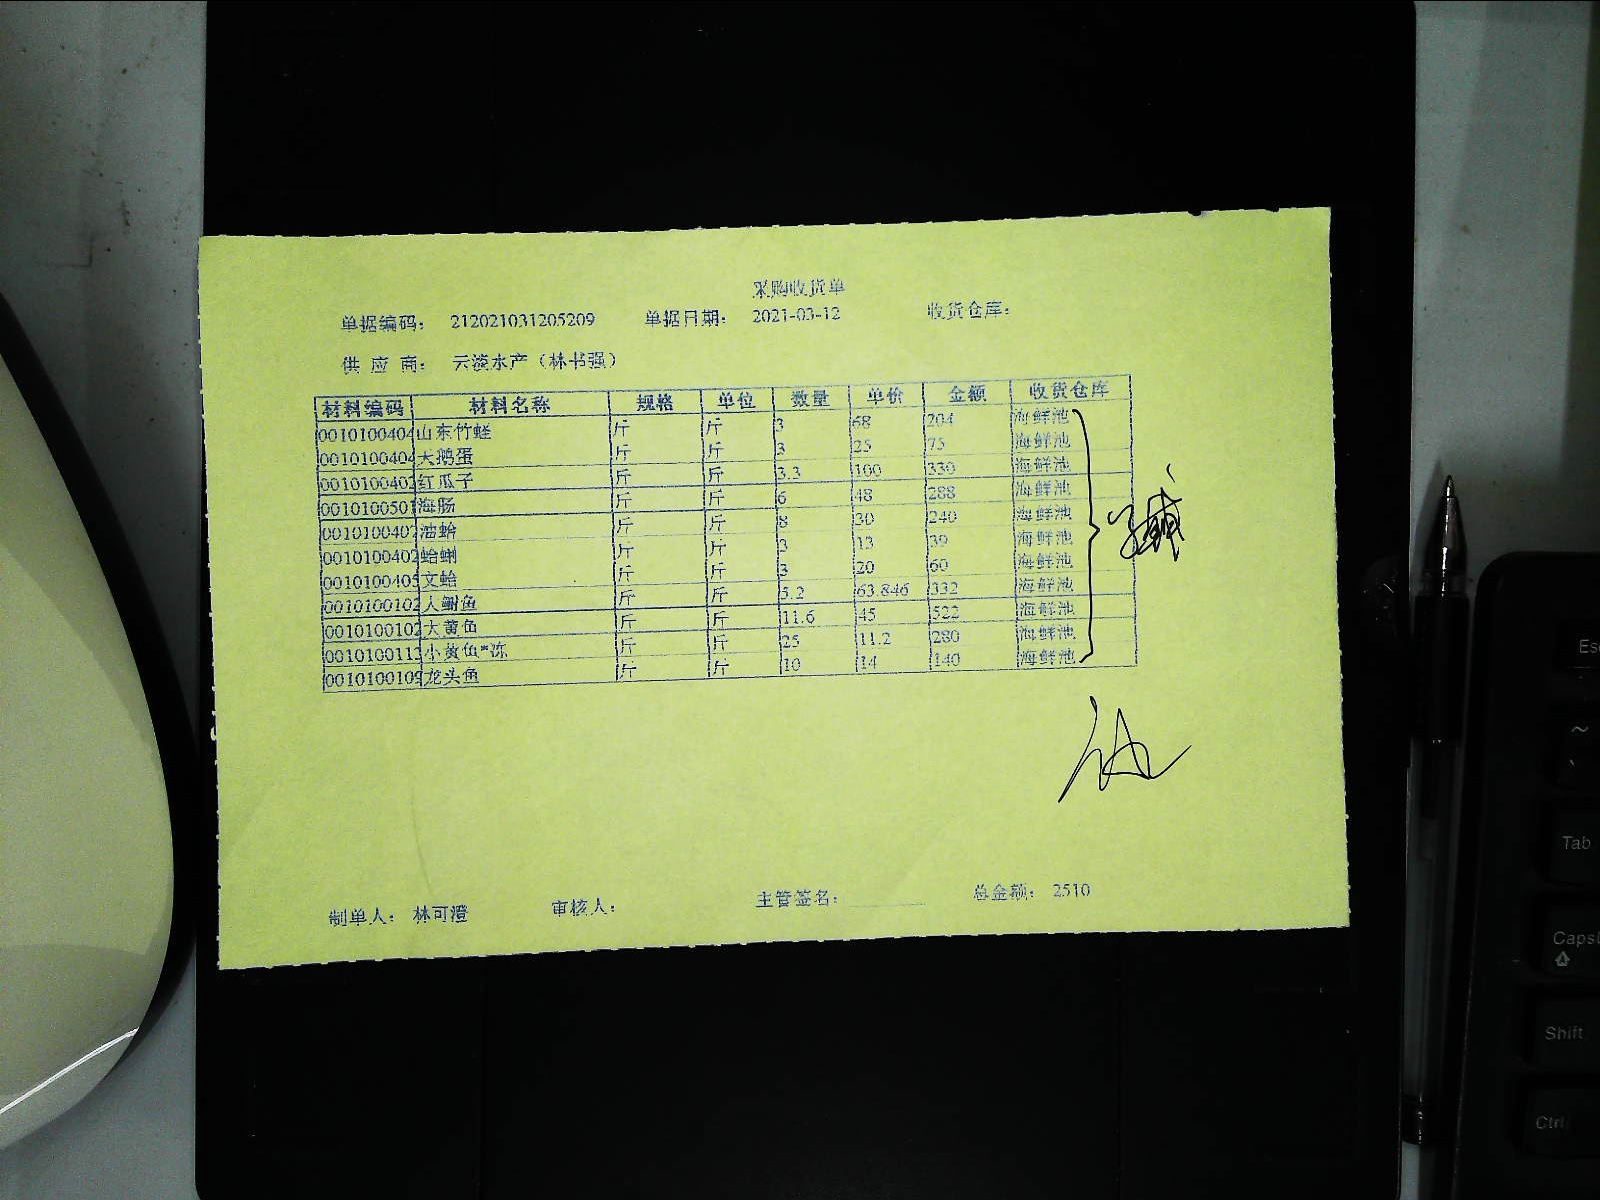 采购收货单
单据编码： 212021031205209 单据日期： 2021-03-12 收货仓库：
供 应 商： 云淡水产（林书强）
材料编码 材料名称 规格 单位 数量 单价 金额 收货仓库
0010100404 山东竹蛏 斤 斤 3 68 204 海鲜池
0010100404 天鹅蛋 斤 斤 3 25 75 海鲜池
0010100402 红瓜子 斤 斤 3.3 100 330 海鲜池
0010100501 海肠 斤 斤 6 48 288 海鲜池
0010100407 油蛤 斤 斤 8 30 240 海鲜池
0010100402 蛤蜊 斤 斤 3 13 39 海鲜池
0010100405 文蛤 斤 斤 3 20 60 海鲜池
0010100102 斤 斤 5.2 63.846 332 海鲜池
0010100102 大黄鱼 斤 斤 11.6 45 522 海鲜池
0010100113 小黄鱼*冻 斤 斤 25 11.2 280 海鲜池
0010100109 龙头鱼 斤 斤 10 14 140 海鲜池
制单人： 林可澄 审核人： 主管签名： 总金额： 2510
Esc
~
Tab
Caps
Shift
Ctrl